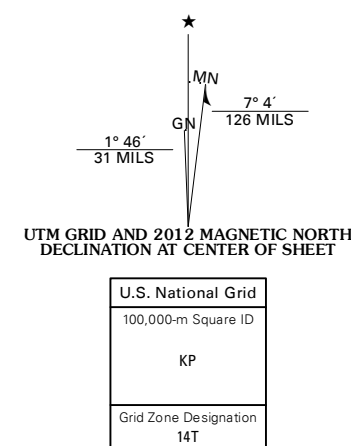 ★
MN
GN
7° 4´
126 MILS
1° 46´
31 MILS
UTM GRID AND 2012 MAGNETIC NORTH
DECLINATION AT CENTER OF SHEET
U.S. National Grid
100,000-m Square ID
KP
Grid Zone Designation
14T